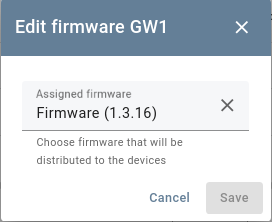 Edit firmware GW1
Assigned firmware
Firmware (1.3.16)
Choose firmware that will be
distributed to the devices
Cancel
Save